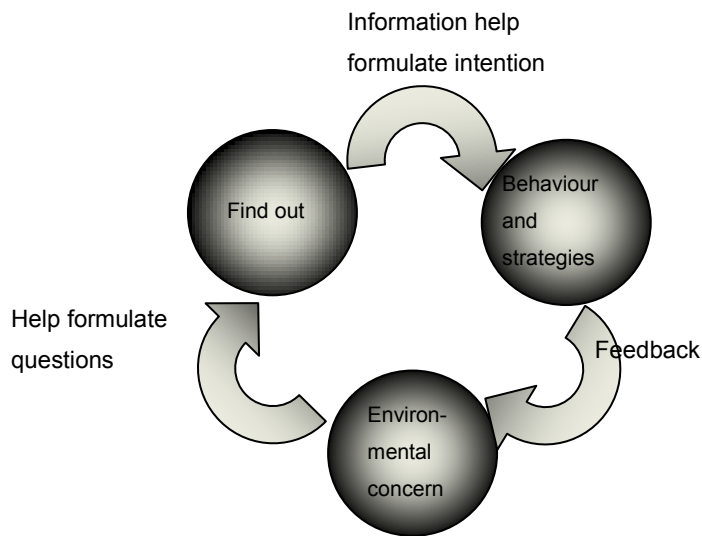 Information help
formulate intention
Find out
Behaviour
and
strategies
Help formulate
questions
Feedback
Environ-
mental
concern